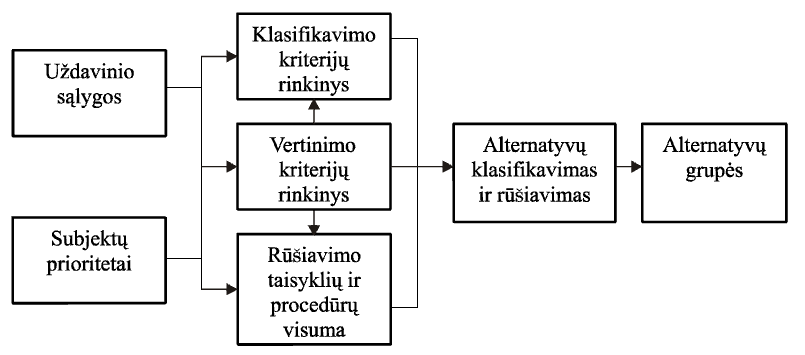 Uždavinio
sąlygos
Subjektų
prioritetai
Klasifikavimo
kriterijų
rinkinys
Vertinimo
kriterijų
rinkinys
Rūšiavimo
taisyklių ir
procedūrų
visuma
Alternatyvų
klasifikavimas
ir rūšiavimas
Alternatyvų
grupės